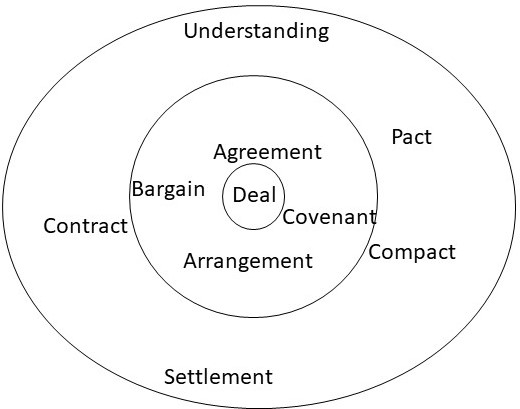 Understanding
Pact
Agreement
Bargain
Deal
Covenant
Contract
Compact
Arrangement
Settlement